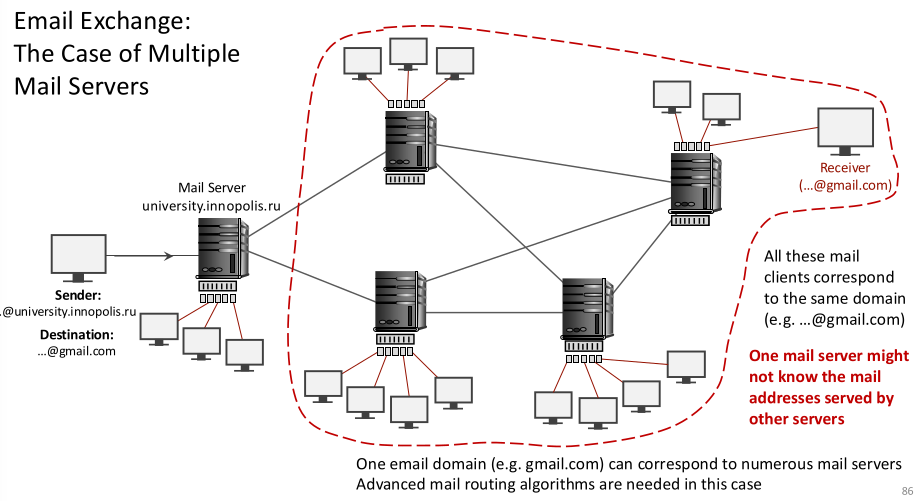 Email Exchange:
The Case of Multiple
Mail Servers
Mail Server
university.innopolis.ru
Sender:
.@university.innopolis.ru
Destination:
...@gmail.com
Receiver
(...@gmail.com)
All these mail
clients correspond
to the same domain
(e.g. ...@gmail.com)
One mail server might
not know the mail
addresses served by
other servers
One email domain (e.g. gmail.com) can correspond to numerous mail servers
Advanced mail routing algorithms are needed in this case
86